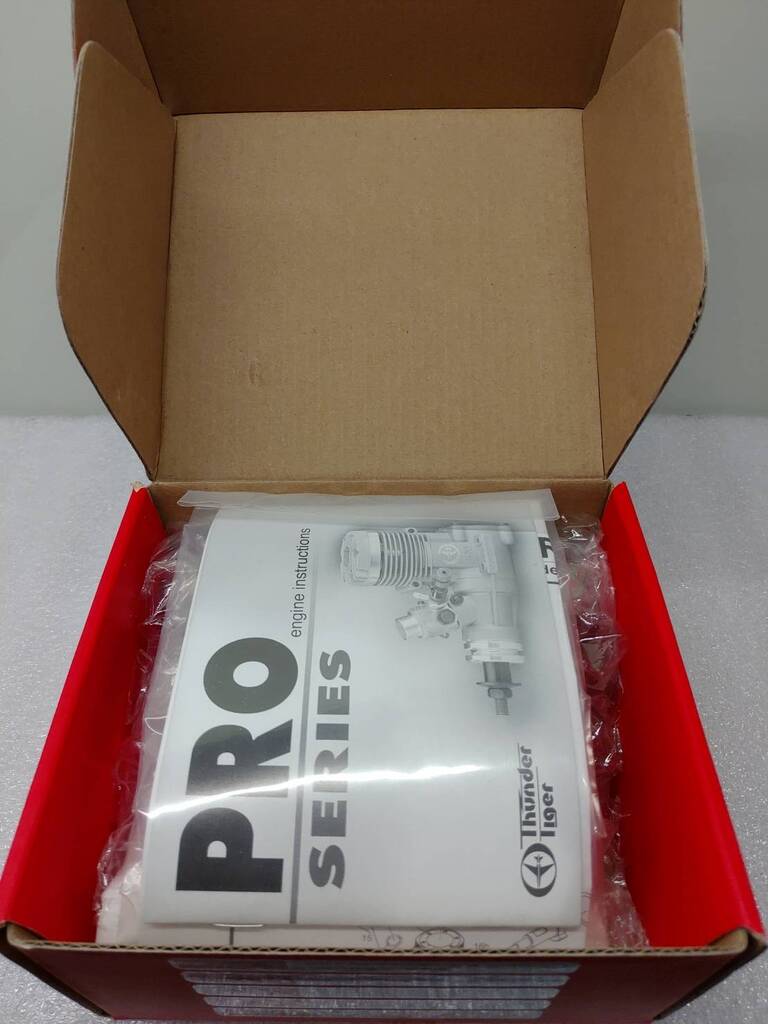 PRO
engine instructions
SERIES
Thunder
Tiger